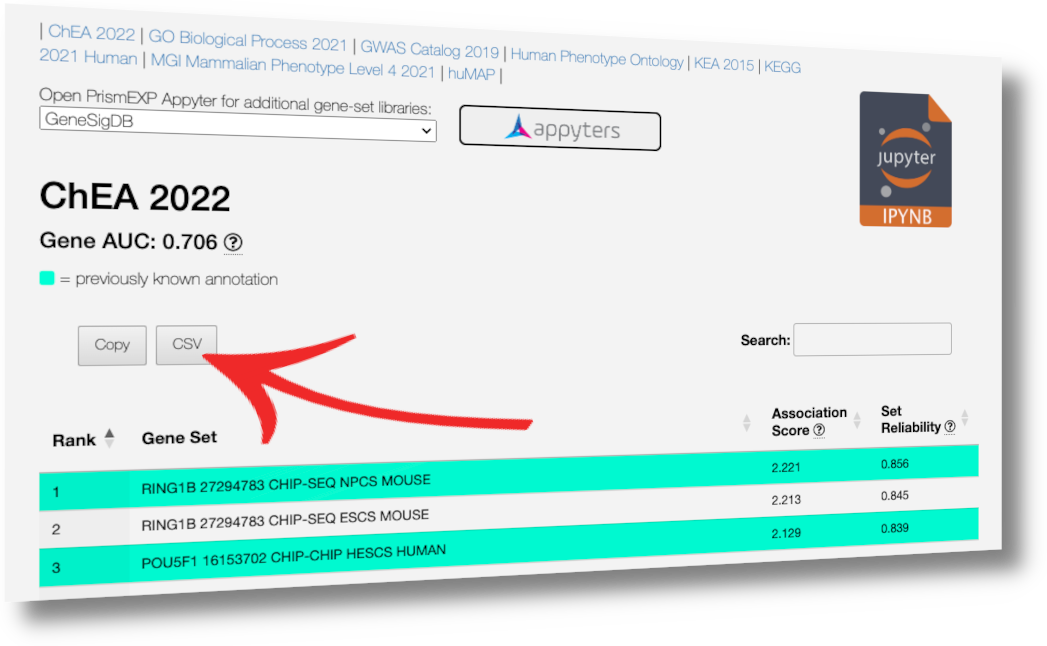 | ChEA 2022 | GO Biological Process 2021 | GWAS Catalog 2019 | Human Phenotype Ontology | KEA 2015 | KEGG
2021 Human | MGI Mammalian Phenotype Level 4 2021 | huMAP |
Open PrismEXP Appyter for additional gene-set libraries:
GeneSigDB
appyters
jupyter
IPYNB
ChEA 2022
Gene AUC: 0.706 ?
= previously known annotation
Copy CSV
Search:
Rank Gene Set Association Score ? Set Reliability ?
1 RING1B 27294783 CHIP-SEQ NPCS MOUSE 2.221 0.856
2 RING1B 27294783 CHIP-SEQ ESCS MOUSE 2.213 0.845
3 POU5F1 16153702 CHIP-CHIP HESCS HUMAN 2.129 0.839